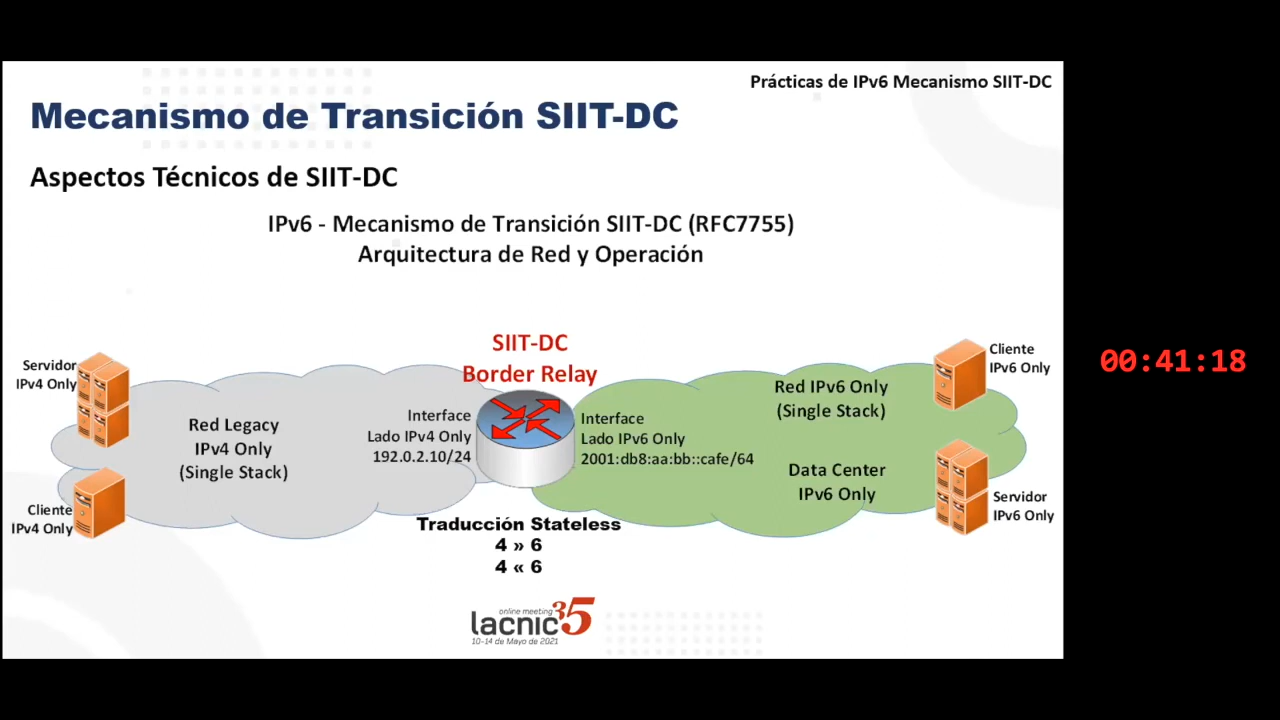 Prácticas de IPv6 Mecanismo SIIT-DC
Mecanismo de Transición SIIT-DC
Aspectos Técnicos de SIIT-DC
IPv6 - Mecanismo de Transición SIIT-DC (RFC7755)
Arquitectura de Red y Operación
SIIT-DC
Border Relay
Servidor
IPv4 Only
Cliente
IPv4 Only
Red Legacy
IPv4 Only
(Single Stack)
Interface
Lado IPv4 Only
192.0.2.10/24
Interface
Lado IPv6 Only
2001:db8:aa:bb::cafe/64
Red IPv6 Only
(Single Stack)
Data Center
IPv6 Only
Cliente
IPv6 Only
Servidor
IPv6 Only
00:41:18
Traducción Stateless
4 » 6
4 « 6
online meeting
lacnic35
10-14 de Mayo de 2021